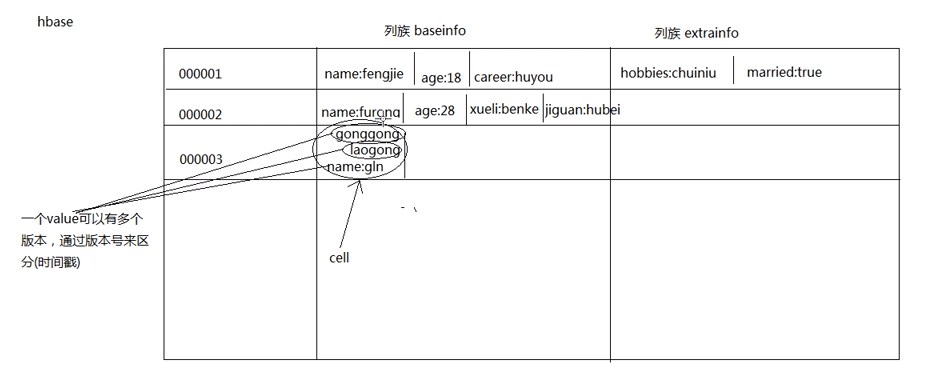 hbase
列族 baseinfo
列族 extrainfo
000001 name:fengjie age:18 career:huyou hobbies:chuiniu married:true
000002 name:furong age:28 xueli:benke jiguan:hubei
gonggong
laogong
000003 name:gln
一个value可以有多个
版本，通过版本号来区
分(时间戳)
cell